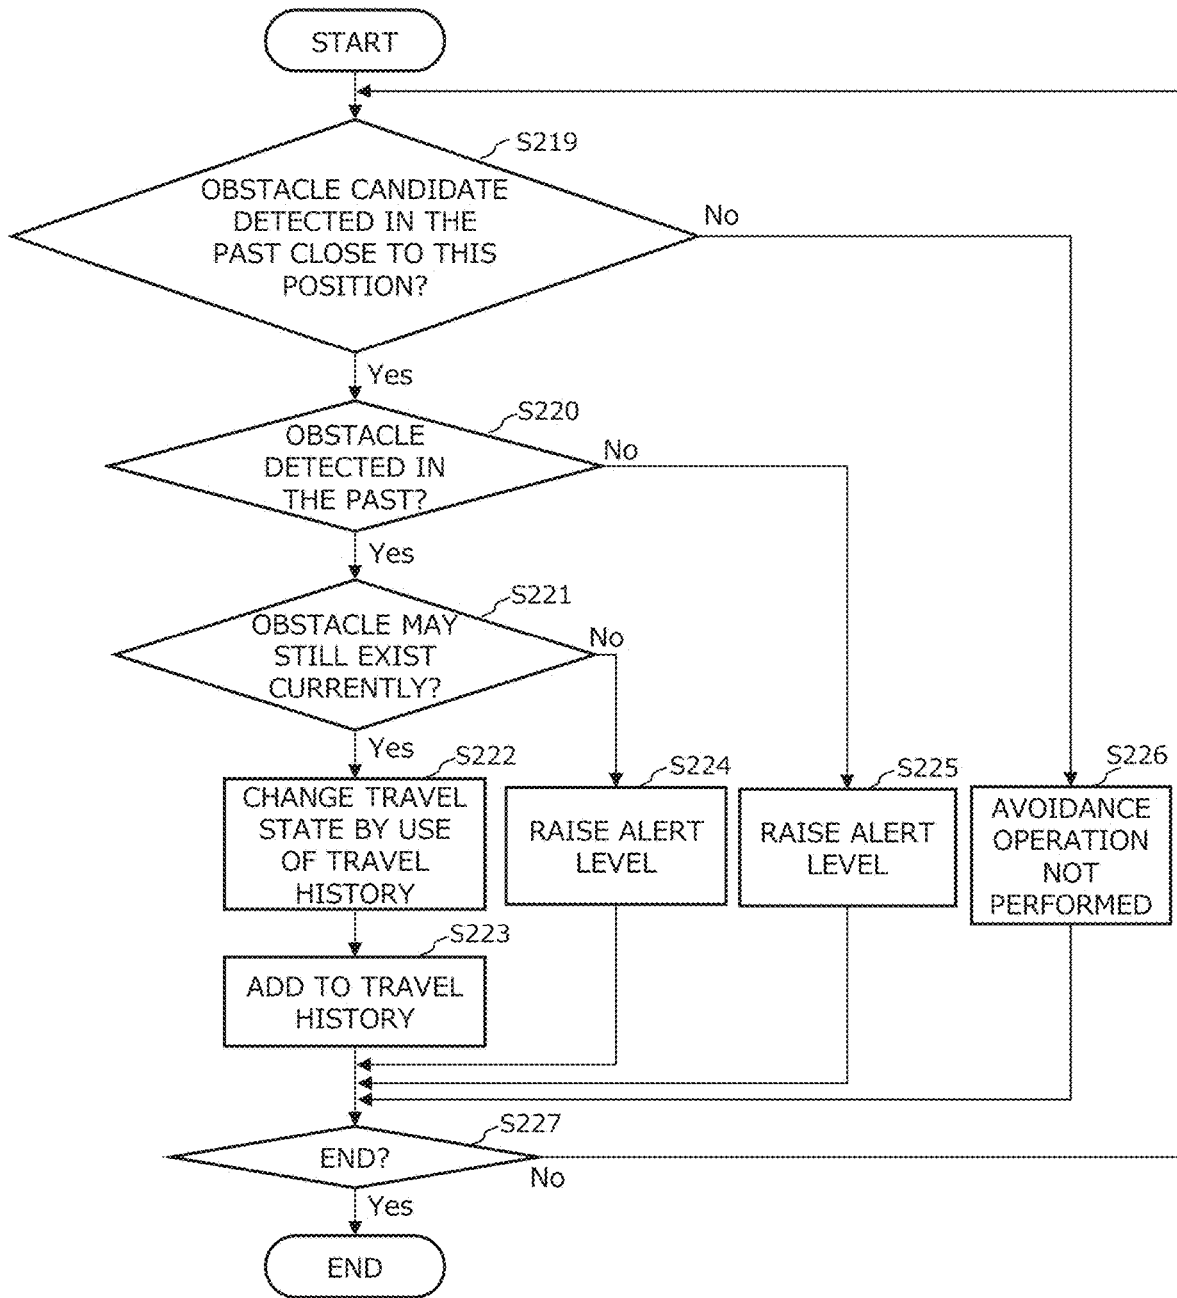 START
S219
OBSTACLE CANDIDATE
DETECTED IN THE
PAST CLOSE TO THIS
POSITION?
No
Yes
S220
OBSTACLE
DETECTED IN
THE PAST?
No
Yes
S221
OBSTACLE MAY
STILL EXIST
CURRENTLY?
No
Yes
S222
CHANGE TRAVEL
STATE BY USE
OF TRAVEL
HISTORY
S224
RAISE ALERT
LEVEL
S225
RAISE ALERT
LEVEL
S226
AVOIDANCE
OPERATION
NOT
PERFORMED
S223
ADD TO TRAVEL
HISTORY
S227
END?
No
Yes
END